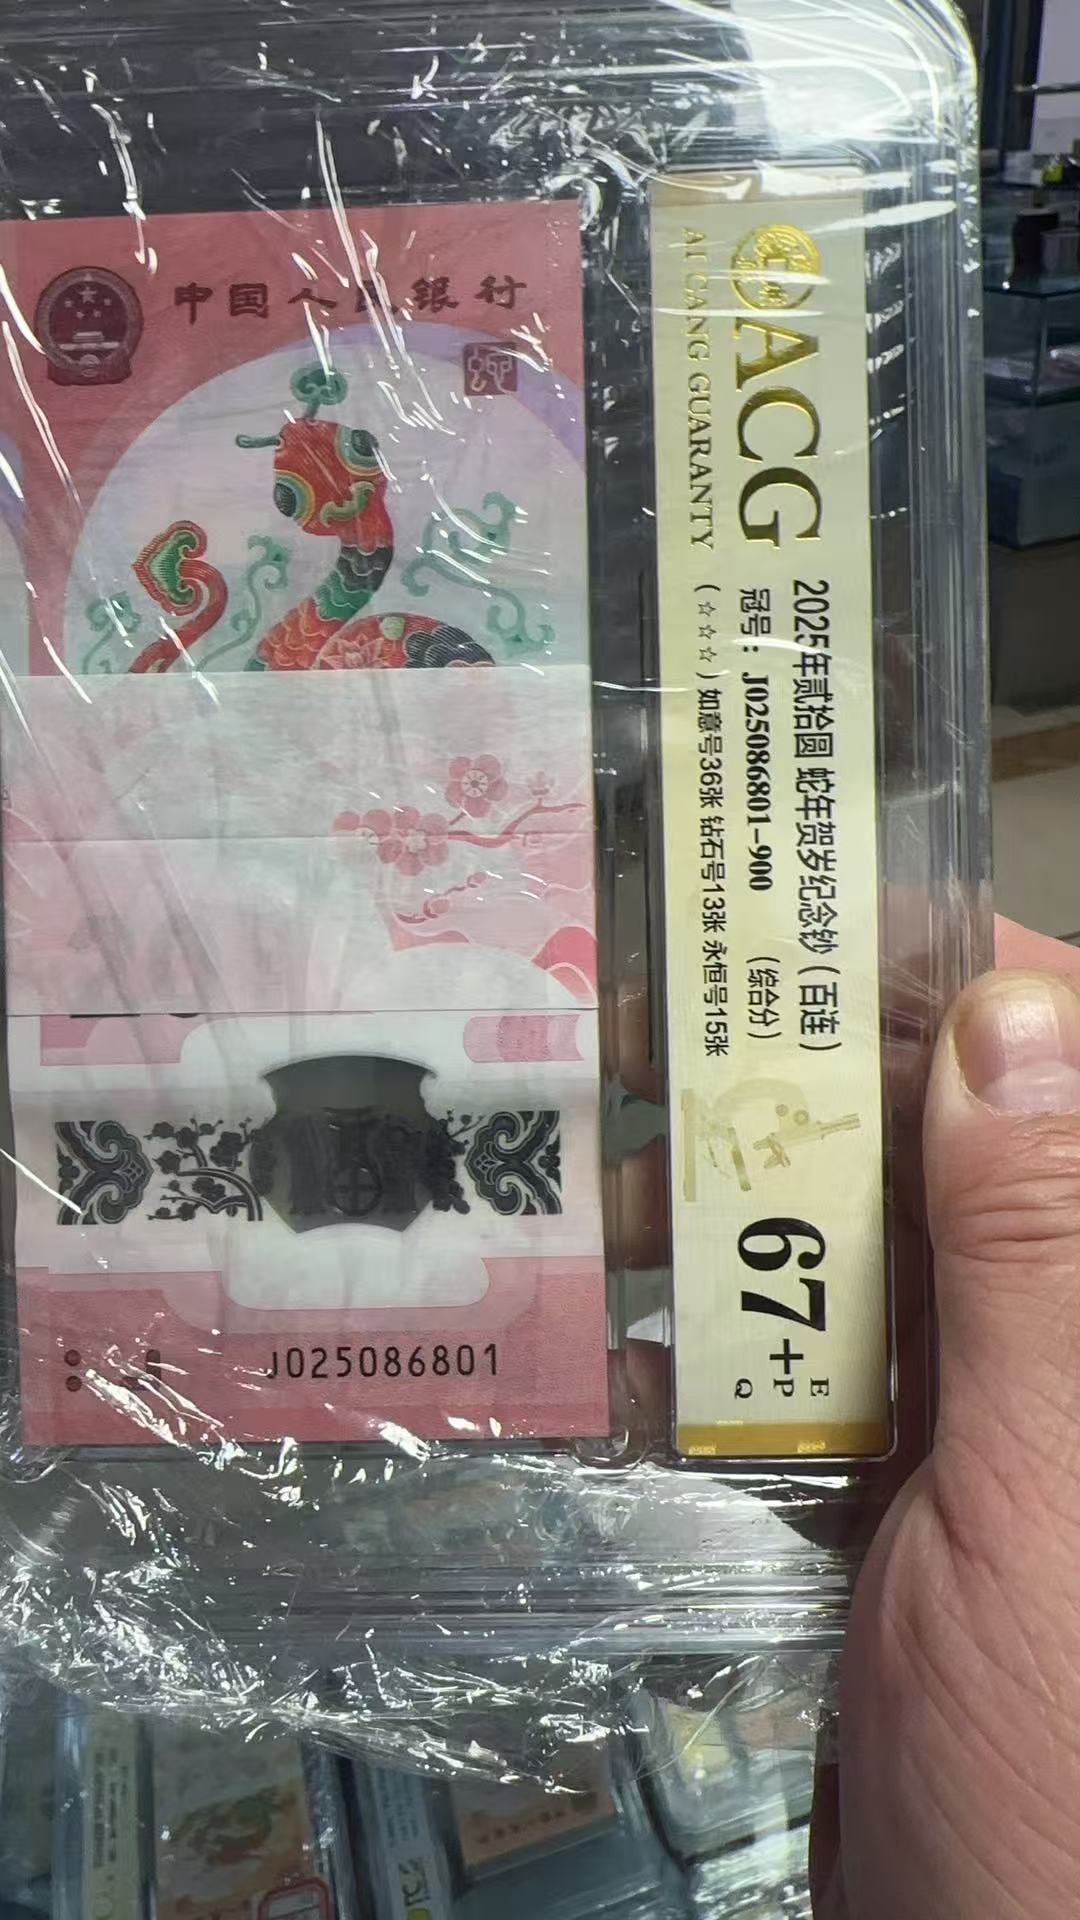 中国人民银行
J025086801
ACG
AI CANG GUARANTY
2025年贰拾圆 蛇年贺岁纪念钞（百连）
冠号：J025086801-900 （综合分）
（☆☆☆）如意号36张 钻石号13张 永恒号15张
67+
E
P
Q